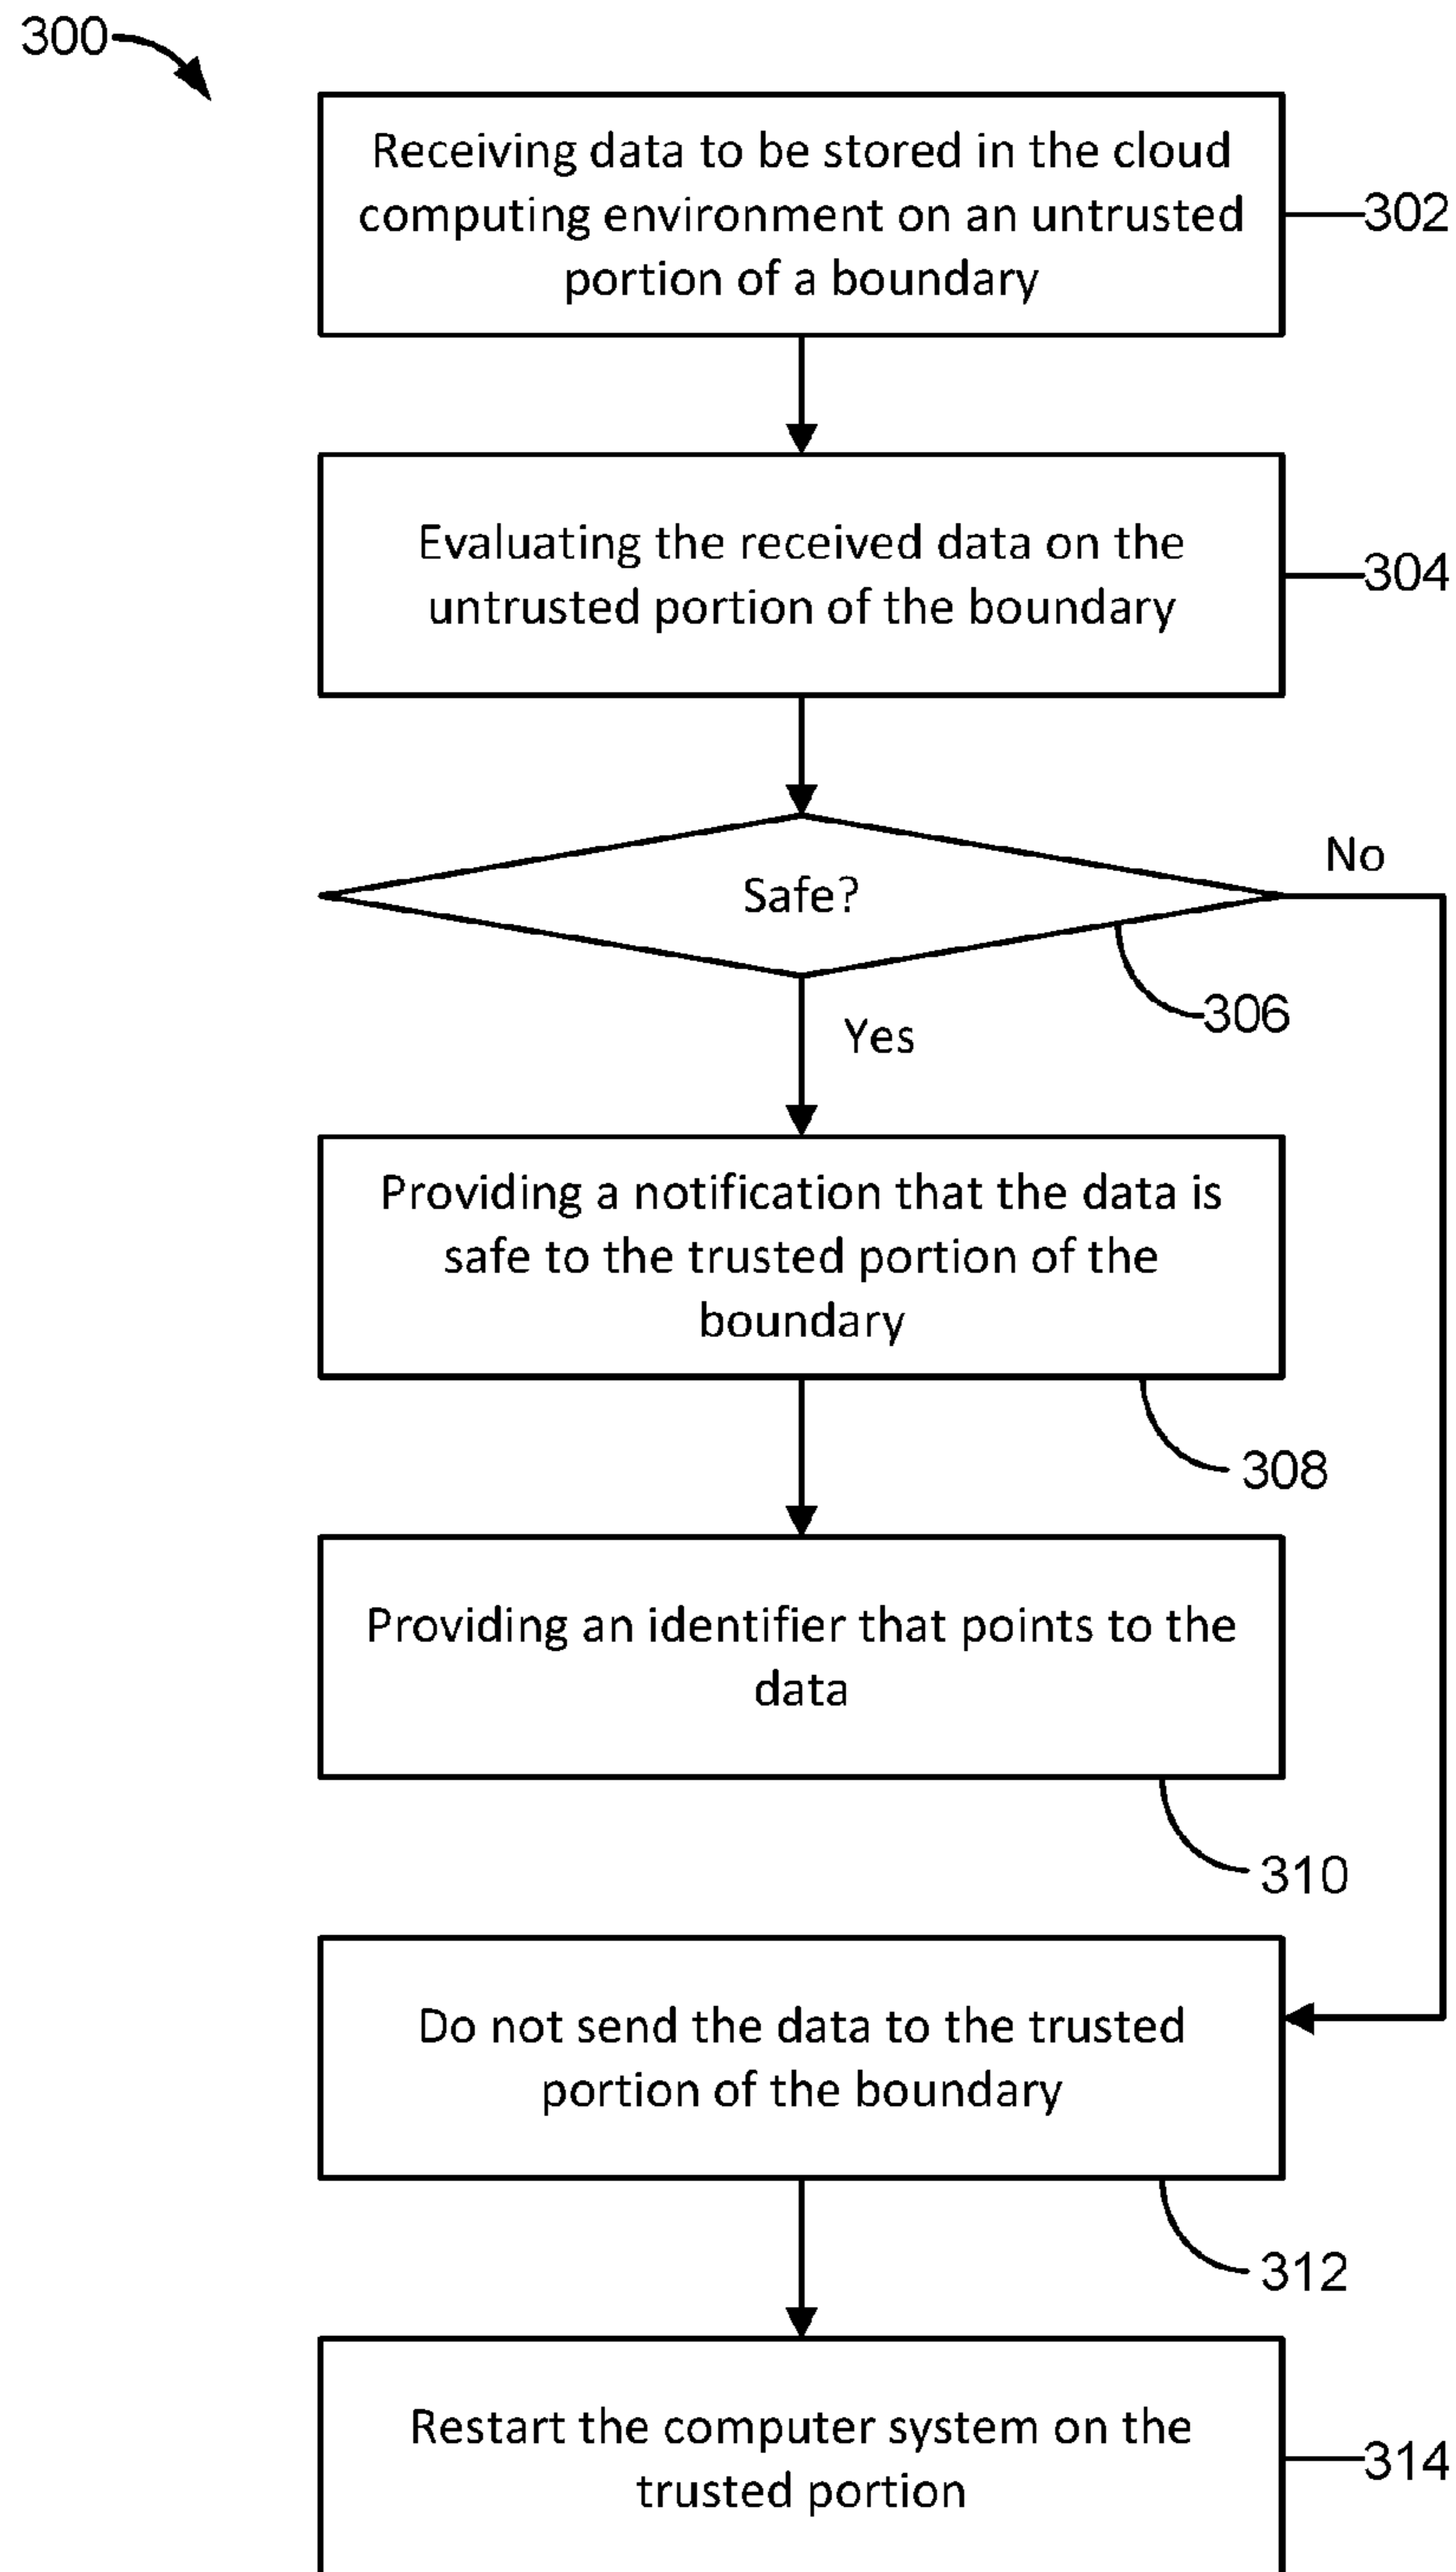 300
Receiving data to be stored in the cloud
computing environment on an untrusted
portion of a boundary
302
Evaluating the received data on the
untrusted portion of the boundary
304
Safe?
No
306
Yes
Providing a notification that the data is
safe to the trusted portion of the
boundary
308
Providing an identifier that points to the
data
310
Do not send the data to the trusted
portion of the boundary
312
Restart the computer system on the
trusted portion
314